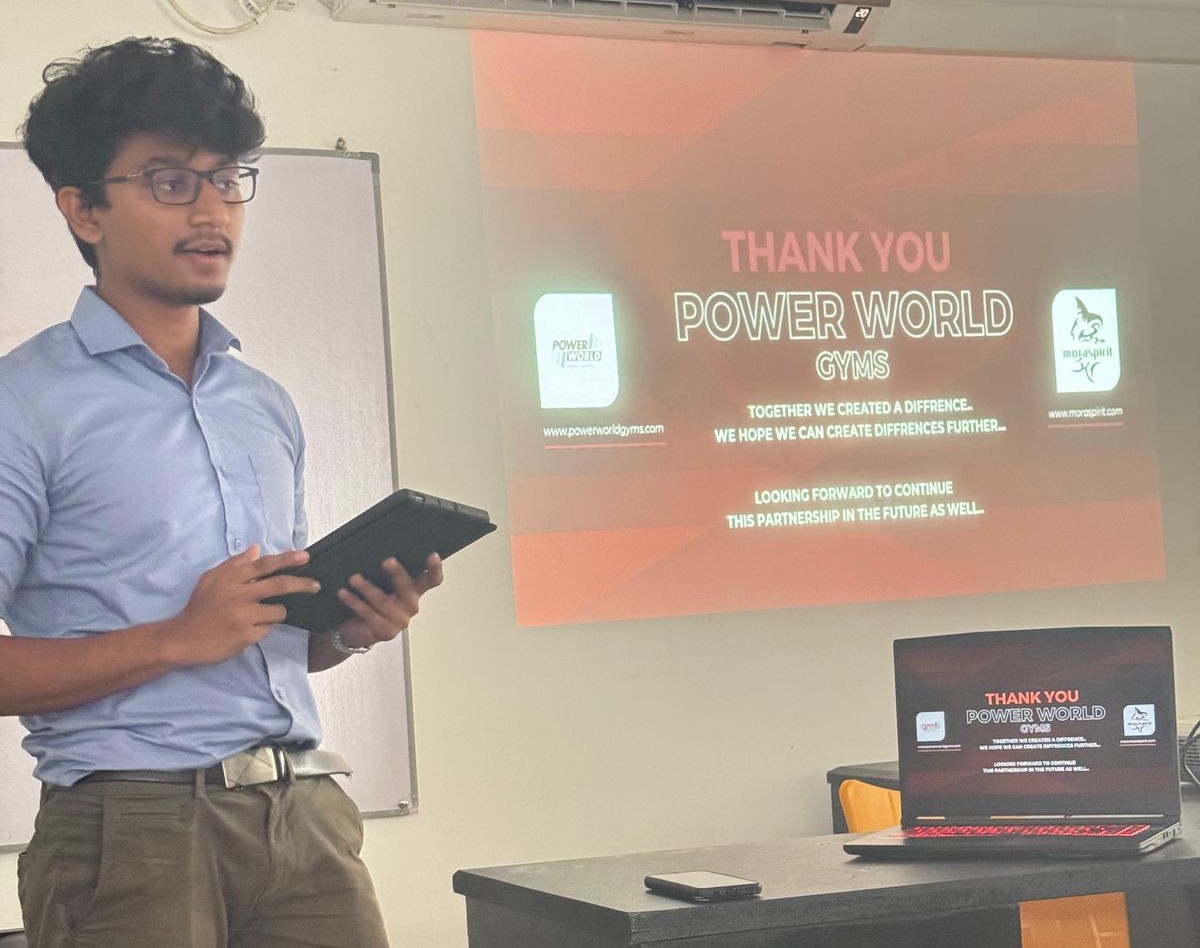 20
THANK YOU
POWER WORLD
GYMS
TOGETHER WE CREATED A DIFFRENCE..
WE HOPE WE CAN CREATE DIFFRENCES FURTHER...
LOOKING FORWARD TO CONTINUE
THIS PARTNERSHIP IN THE FUTURE AS WELL..
POWER
WORLD
www.powerworldgyms.com
moraspirit
www.moraspirit.com
THANK YOU
POWER WORLD
GYMS
TOGETHER WE CREATED A DIFFRENCE..
WE HOPE WE CAN CREATE DIFFRENCES FURTHER...
LOOKING FORWARD TO CONTINUE
THIS PARTNERSHIP IN THE FUTURE AS WELL..